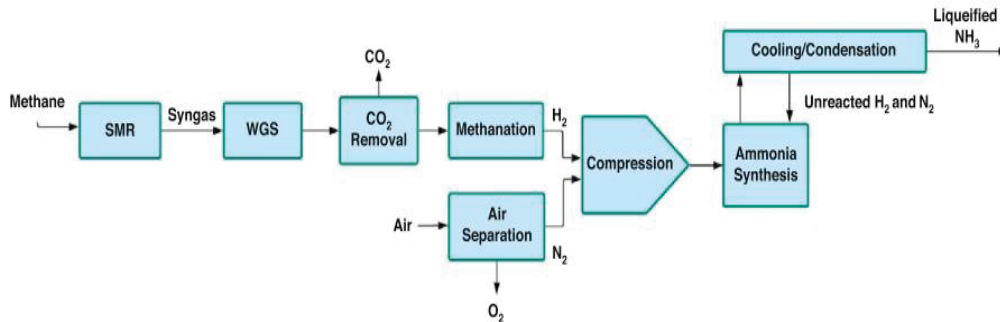 Liqueified
NH3
Cooling/Condensation
CO2
Methane
Syngas
Unreacted H2 and N2
SMR
WGS
CO2
Removal
Methanation
H2
Compression
Ammonia
Synthesis
Air
Air
Separation
N2
O2